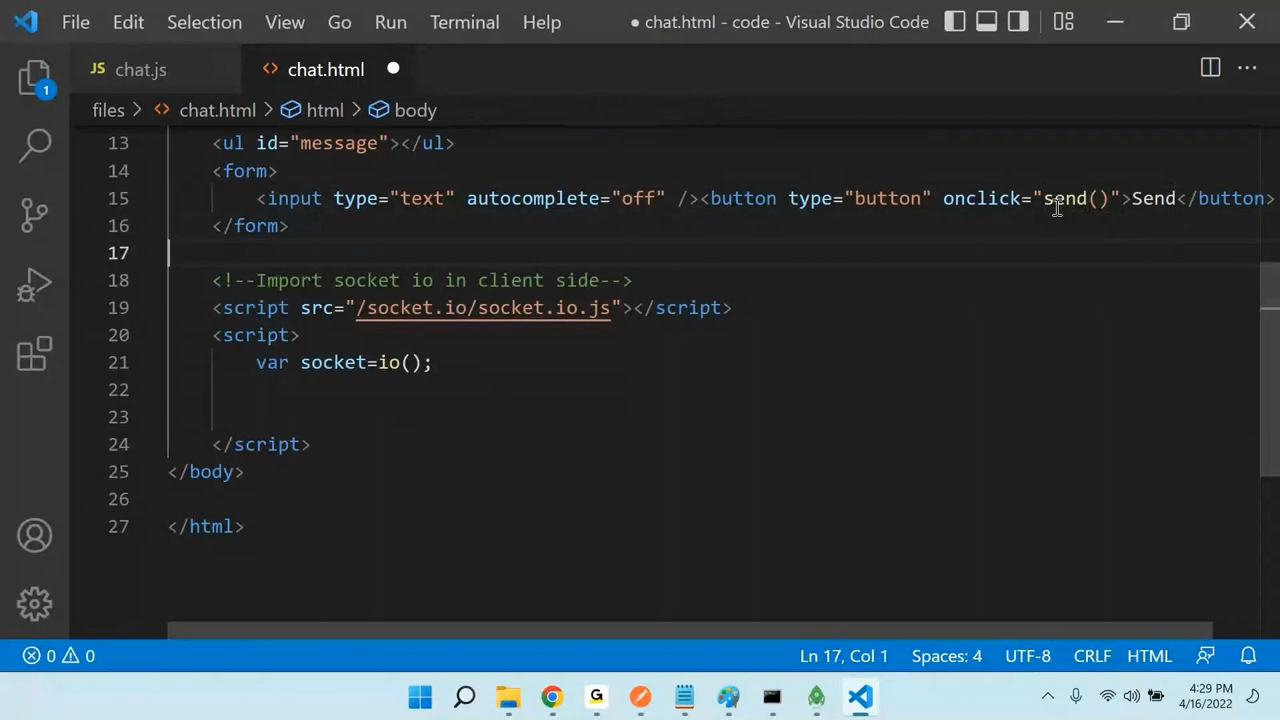 File Edit Selection View Go Run Terminal Help ● chat.html - code - Visual Studio Code
JS chat.js <> chat.html ●
files > <> chat.html > html > body
1
13 <ul id="message"></ul>
14 <form>
15 <input type="text" autocomplete="off" /><button type="button" onclick="send()">Send</button>
16 </form>
17
18 <!--Import socket io in client side-->
19 <script src="/socket.io/socket.io.js"></script>
20 <script>
21 var socket=io();
22
23
24 </script>
25 </body>
26
27 </html>
0 0 Ln 17, Col 1 Spaces: 4 UTF-8 CRLF HTML
G
4:29 PM
4/16/2022